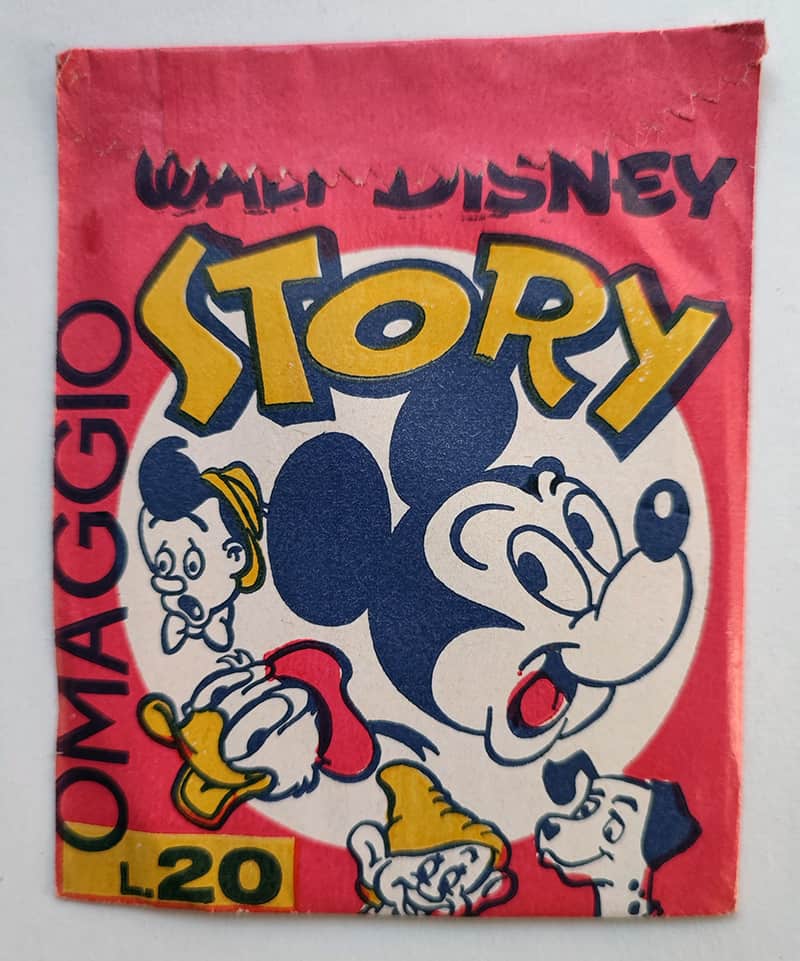 WALT DISNEY
STORY
OMAGGIO
L.20